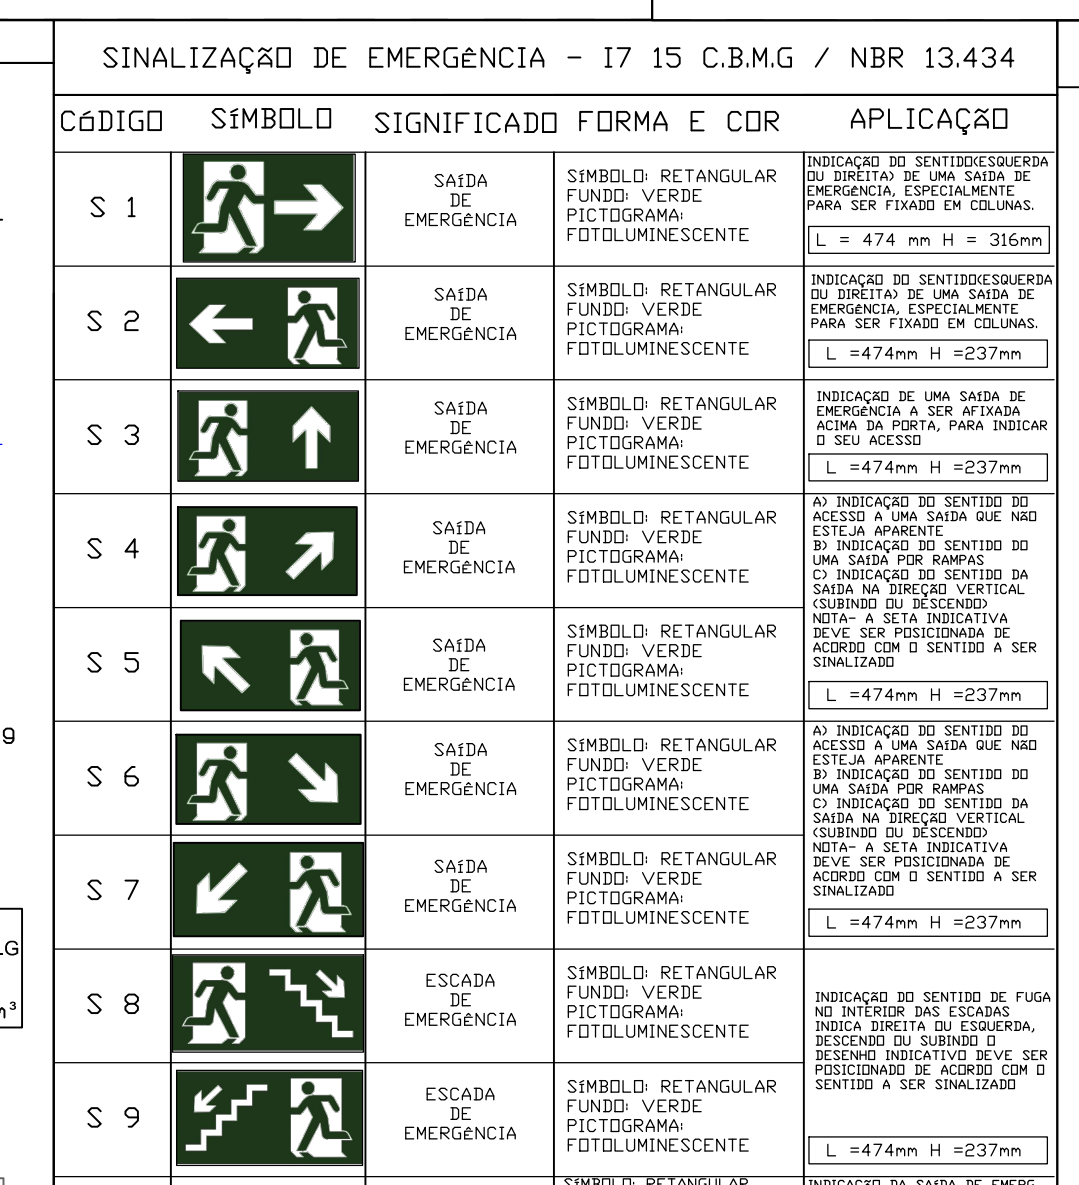 SINALIZAÇÃO DE EMERGÊNCIA - I7 15 C.B.M.G / NBR 13.434
CÓDIGO SÍMBOLO SIGNIFICADO FORMA E COR APLICAÇÃO
S 1
SAÍDA
DE
EMERGÊNCIA
SÍMBOLO: RETANGULAR
FUNDO: VERDE
PICTOGRAMA:
FOTOLUMINESCENTE
INDICAÇÃO DO SENTIDO(ESQUERDA
OU DIREITA) DE UMA SAÍDA DE
EMERGÊNCIA, ESPECIALMENTE
PARA SER FIXADO EM COLUNAS.
L = 474 mm H = 316mm
S 2
SAÍDA
DE
EMERGÊNCIA
SÍMBOLO: RETANGULAR
FUNDO: VERDE
PICTOGRAMA:
FOTOLUMINESCENTE
INDICAÇÃO DO SENTIDO(ESQUERDA
OU DIREITA) DE UMA SAÍDA DE
EMERGÊNCIA, ESPECIALMENTE
PARA SER FIXADO EM COLUNAS.
L =474mm H =237mm
S 3
SAÍDA
DE
EMERGÊNCIA
SÍMBOLO: RETANGULAR
FUNDO: VERDE
PICTOGRAMA:
FOTOLUMINESCENTE
INDICAÇÃO DE UMA SAÍDA DE
EMERGÊNCIA A SER AFIXADA
ACIMA DA PORTA, PARA INDICAR
O SEU ACESSO
L =474mm H =237mm
S 4
SAÍDA
DE
EMERGÊNCIA
SÍMBOLO: RETANGULAR
FUNDO: VERDE
PICTOGRAMA:
FOTOLUMINESCENTE
A) INDICAÇÃO DO SENTIDO DO
ACESSO A UMA SAÍDA QUE NÃO
ESTEJA APARENTE
B) INDICAÇÃO DO SENTIDO DO
UMA SAÍDA POR RAMPAS
C) INDICAÇÃO DO SENTIDO DA
SAÍDA NA DIREÇÃO VERTICAL
(SUBINDO OU DESCENDO)
NOTA- A SETA INDICATIVA
DEVE SER POSICIONADA DE
ACORDO COM O SENTIDO A SER
SINALIZADO
L =474mm H =237mm
S 5
SAÍDA
DE
EMERGÊNCIA
SÍMBOLO: RETANGULAR
FUNDO: VERDE
PICTOGRAMA:
FOTOLUMINESCENTE
S 6
SAÍDA
DE
EMERGÊNCIA
SÍMBOLO: RETANGULAR
FUNDO: VERDE
PICTOGRAMA:
FOTOLUMINESCENTE
A) INDICAÇÃO DO SENTIDO DO
ACESSO A UMA SAÍDA QUE NÃO
ESTEJA APARENTE
B) INDICAÇÃO DO SENTIDO DO
UMA SAÍDA POR RAMPAS
C) INDICAÇÃO DO SENTIDO DA
SAÍDA NA DIREÇÃO VERTICAL
(SUBINDO OU DESCENDO)
NOTA- A SETA INDICATIVA
DEVE SER POSICIONADA DE
ACORDO COM O SENTIDO A SER
SINALIZADO
L =474mm H =237mm
S 7
SAÍDA
DE
EMERGÊNCIA
SÍMBOLO: RETANGULAR
FUNDO: VERDE
PICTOGRAMA:
FOTOLUMINESCENTE
S 8
ESCADA
DE
EMERGÊNCIA
SÍMBOLO: RETANGULAR
FUNDO: VERDE
PICTOGRAMA:
FOTOLUMINESCENTE
INDICAÇÃO DO SENTIDO DE FUGA
NO INTERIOR DAS ESCADAS
INDICA DIREITA OU ESQUERDA,
DESCENDO OU SUBINDO O
DESENHO INDICATIVO DEVE SER
POSICIONADO DE ACORDO COM O
SENTIDO A SER SINALIZADO
L =474mm H =237mm
S 9
ESCADA
DE
EMERGÊNCIA
SÍMBOLO: RETANGULAR
FUNDO: VERDE
PICTOGRAMA:
FOTOLUMINESCENTE
SÍMBOLO: RETANGULAR
INDICAÇÃO DA SAÍDA DE EMERG
9